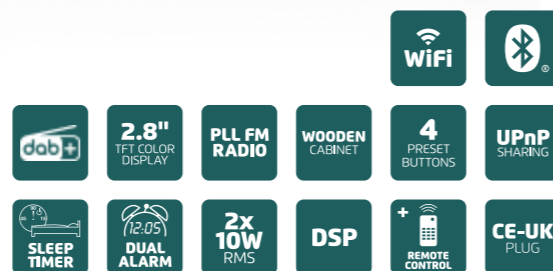 WiFi
®
dab+
2.8"
TFT COLOR
DISPLAY
PLL FM
RADIO
WOODEN
CABINET
4
PRESET
BUTTONS
UPnP
SHARING
SLEEP
TIMER
12:05
DUAL
ALARM
2x
10W
RMS
DSP
+
REMOTE
CONTROL
CE-UK
PLUG